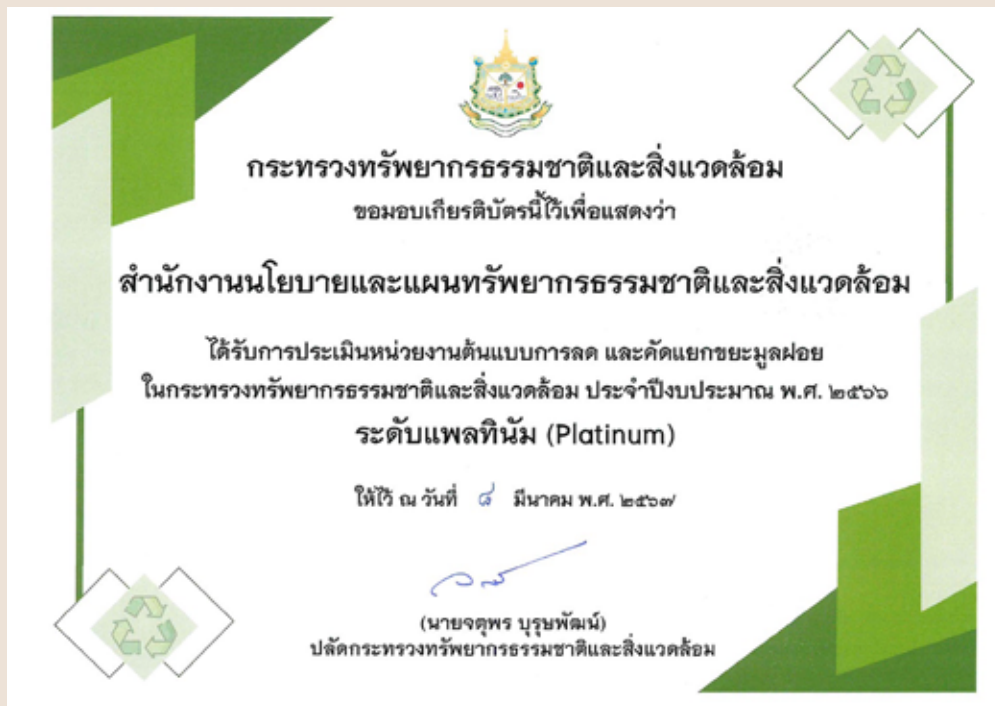 กระทรวงทรัพยากรธรรมชาติและสิ่งแวดล้อม
ขอมอบเกียรติบัตรนี้ไว้เพื่อแสดงว่า
สำนักงานนโยบายและแผนทรัพยากรธรรมชาติและสิ่งแวดล้อม
ได้รับการประเมินหน่วยงานต้นแบบการลด และคัดแยกขยะมูลฝอย
ในกระทรวงทรัพยากรธรรมชาติและสิ่งแวดล้อม ประจำปีงบประมาณ พ.ศ. ๒๕๖๖
ระดับแพลทินัม (Platinum)
ให้ไว้ ณ วันที่ ๘ มีนาคม พ.ศ. ๒๕๖๗
(นายจตุพร บุรุษพัฒน์)
ปลัดกระทรวงทรัพยากรธรรมชาติและสิ่งแวดล้อม